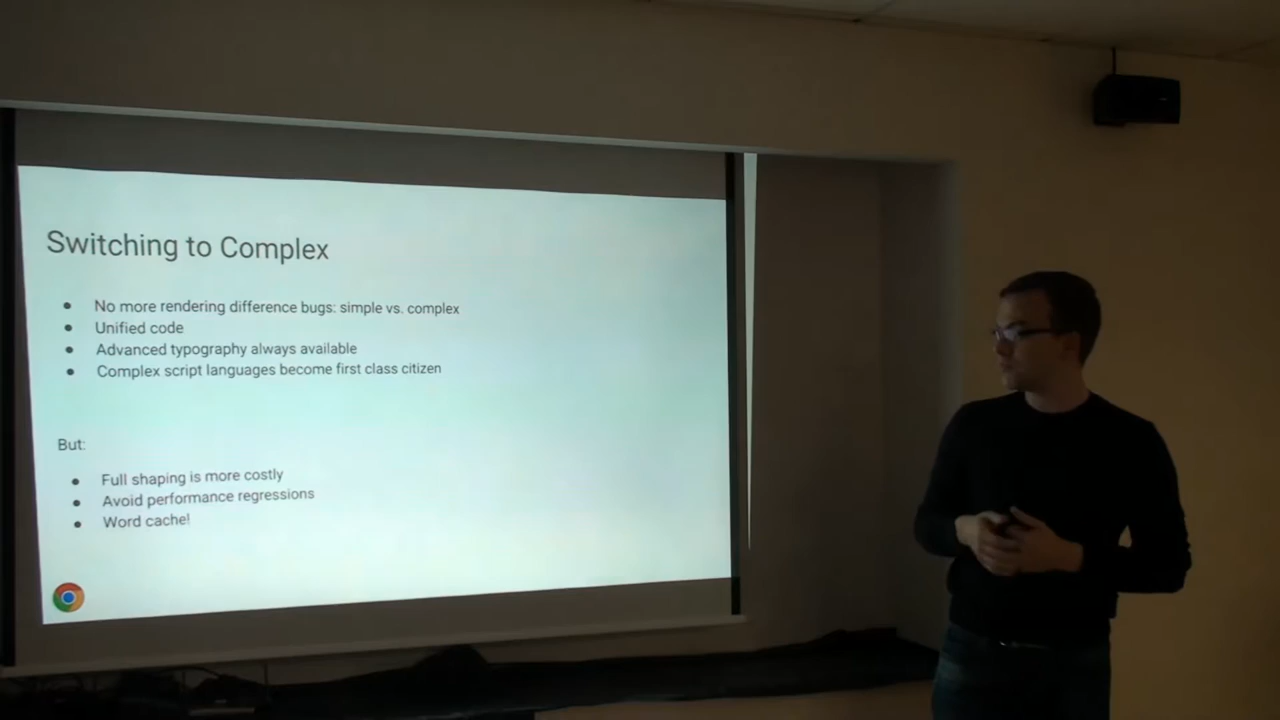 Switching to Complex
No more rendering difference bugs: simple vs. complex
Unified code
Advanced typography always available
Complex script languages become first class citizen
But:
Full shaping is more costly
Avoid performance regressions
Word cache!